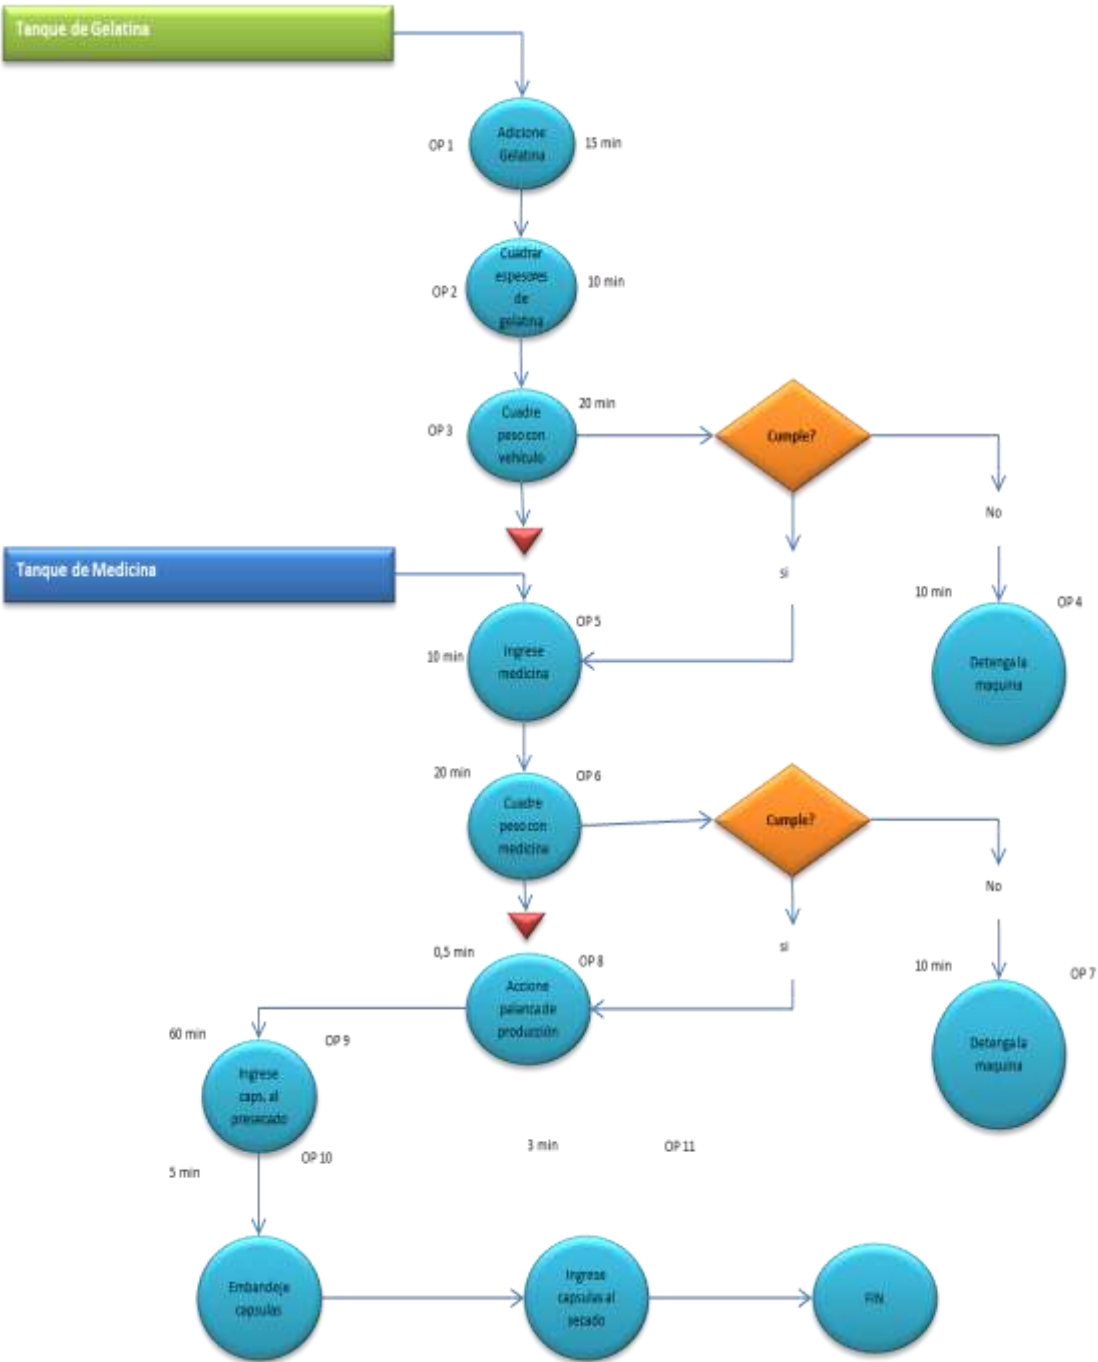 Tanque de Gelatina
Adicione
Gelatina
OP 1
15 min
Cuadrar
espesores
de
gelatina
OP 2
10 min
Cuadre
peso con
vehículo
OP 3
20 min
Cumple?
No
si
Tanque de Medicina
Ingrese
medicina
OP 5
10 min
10 min
OP 4
Detenga la
maquina
20 min
OP 6
Cuadre
peso con
medicina
Cumple?
No
si
0,5 min
OP 8
Accione
palanca de
producción
10 min
OP 7
Detenga la
maquina
60 min
OP 9
Ingrese
caps. al
presecado
3 min
OP 11
5 min
OP 10
Embandeje
capsulas
Ingrese
capsulas al
secado
FIN